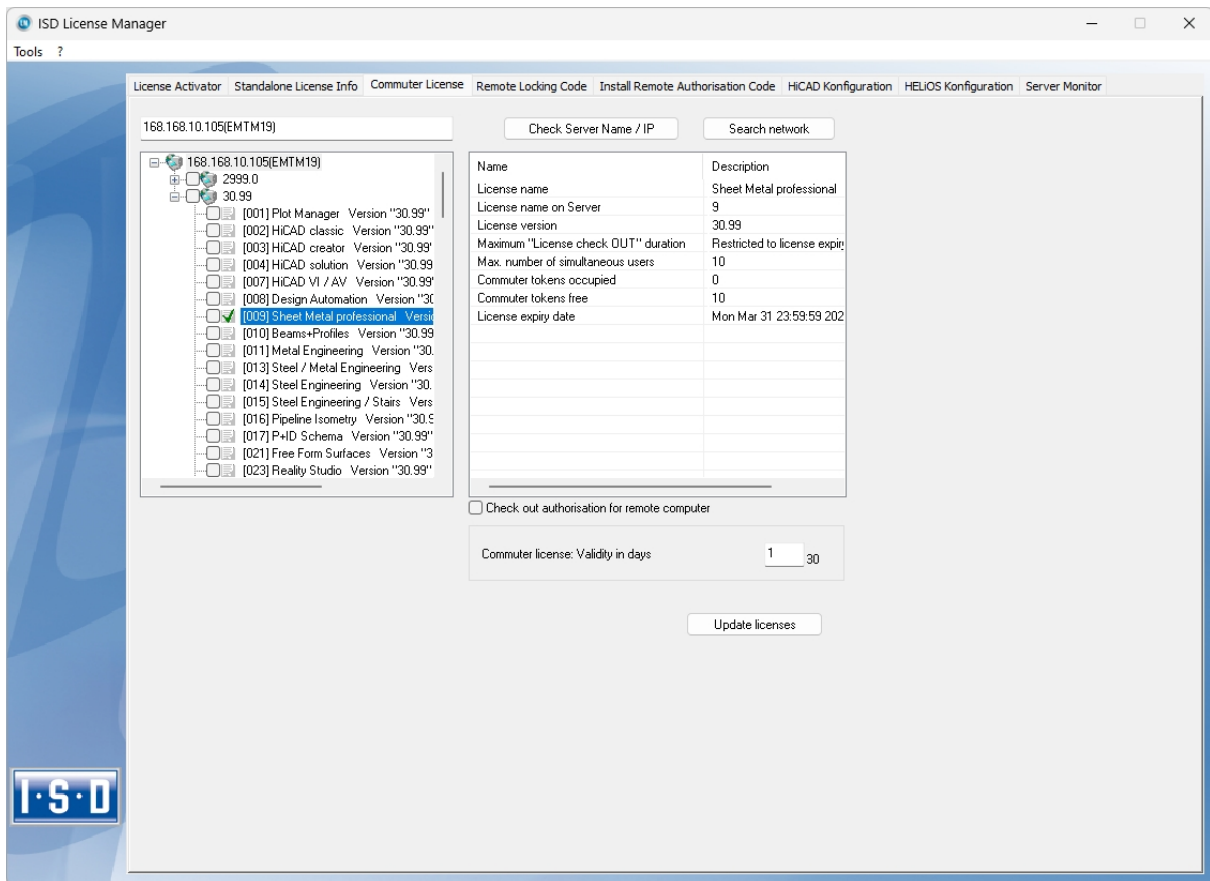 ISD License Manager
Tools ?
License Activator Standalone License Info Commuter License Remote Locking Code Install Remote Authorisation Code HiCAD Konfiguration HELiOS Konfiguration Server Monitor
168.168.10.105(EMTM19) Check Server Name / IP Search network
168.168.10.105(EMTM19)
2999.0
30.99
[001] Plot Manager Version "30.99"
[002] HiCAD classic Version "30.99"
[003] HiCAD creator Version "30.99'
[004] HiCAD solution Version "30.99
[007] HiCAD VI / AV Version "30.99'
[008] Design Automation Version "30
[009] Sheet Metal professional Versio
[010] Beams+Profiles Version "30.99
[011] Metal Engineering Version "30.
[013] Steel / Metal Engineering Vers
[014] Steel Engineering Version "30.
[015] Steel Engineering / Stairs Vers
[016] Pipeline Isometry Version "30.9
[017] P+ID Schema Version "30.99"
[021] Free Form Surfaces Version "3
[023] Reality Studio Version "30.99"
Name Description
License name Sheet Metal professional
License name on Server 9
License version 30.99
Maximum "License check OUT" duration Restricted to license expiry
Max. number of simultaneous users 10
Commuter tokens occupied 0
Commuter tokens free 10
License expiry date Mon Mar 31 23:59:59 202
Check out authorisation for remote computer
Commuter license: Validity in days 1 30
Update licenses
I·S·D